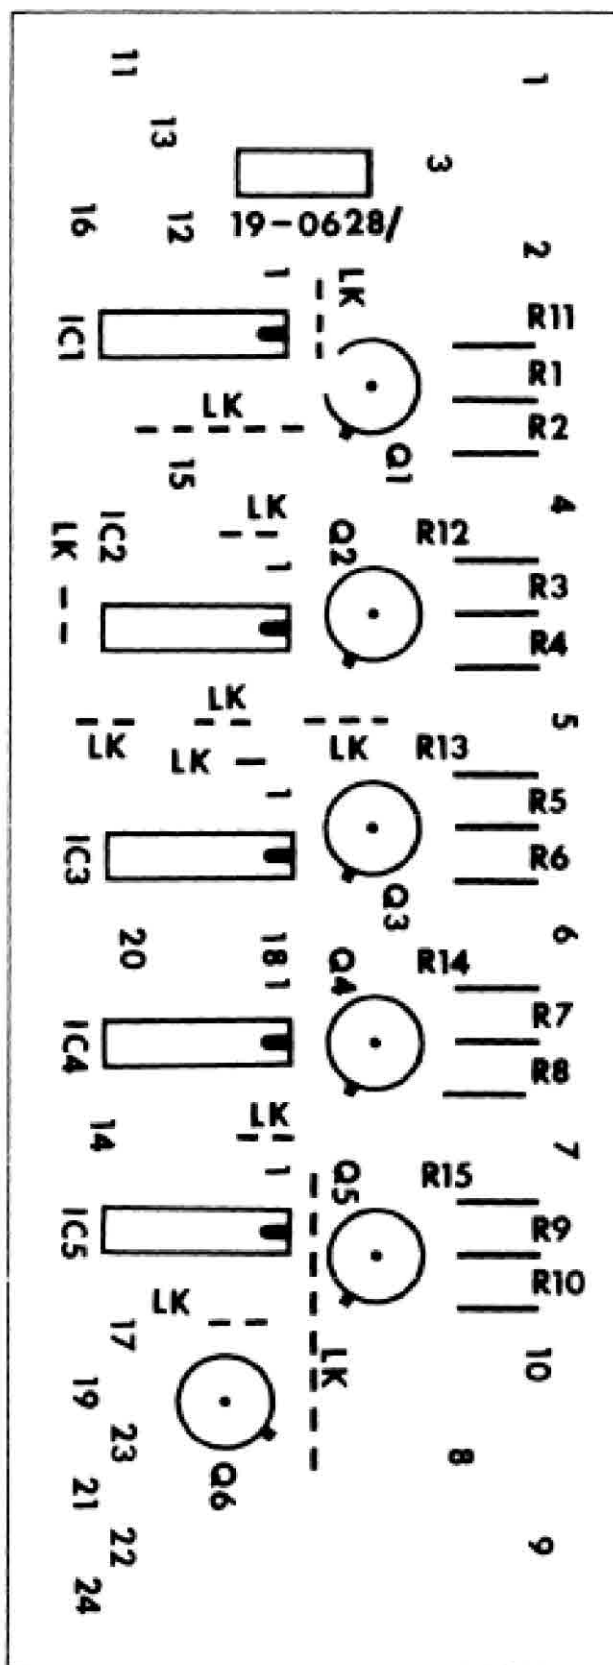 11
1
13
3
16
12
19-0628/
2
1
LK
R11
IC1
R1
LK
R2
Q1
15
4
LK
LK
IC2
Q2
R12
1
R3
R4
LK
5
LK
LK
R13
LK
1
R5
IC3
R6
Q3
20
18
6
Q4
R14
1
R7
IC4
R8
LK
14
7
1
Q5
R15
IC5
R9
R10
LK
17
LK
10
19
23
8
Q6
21
22
9
24